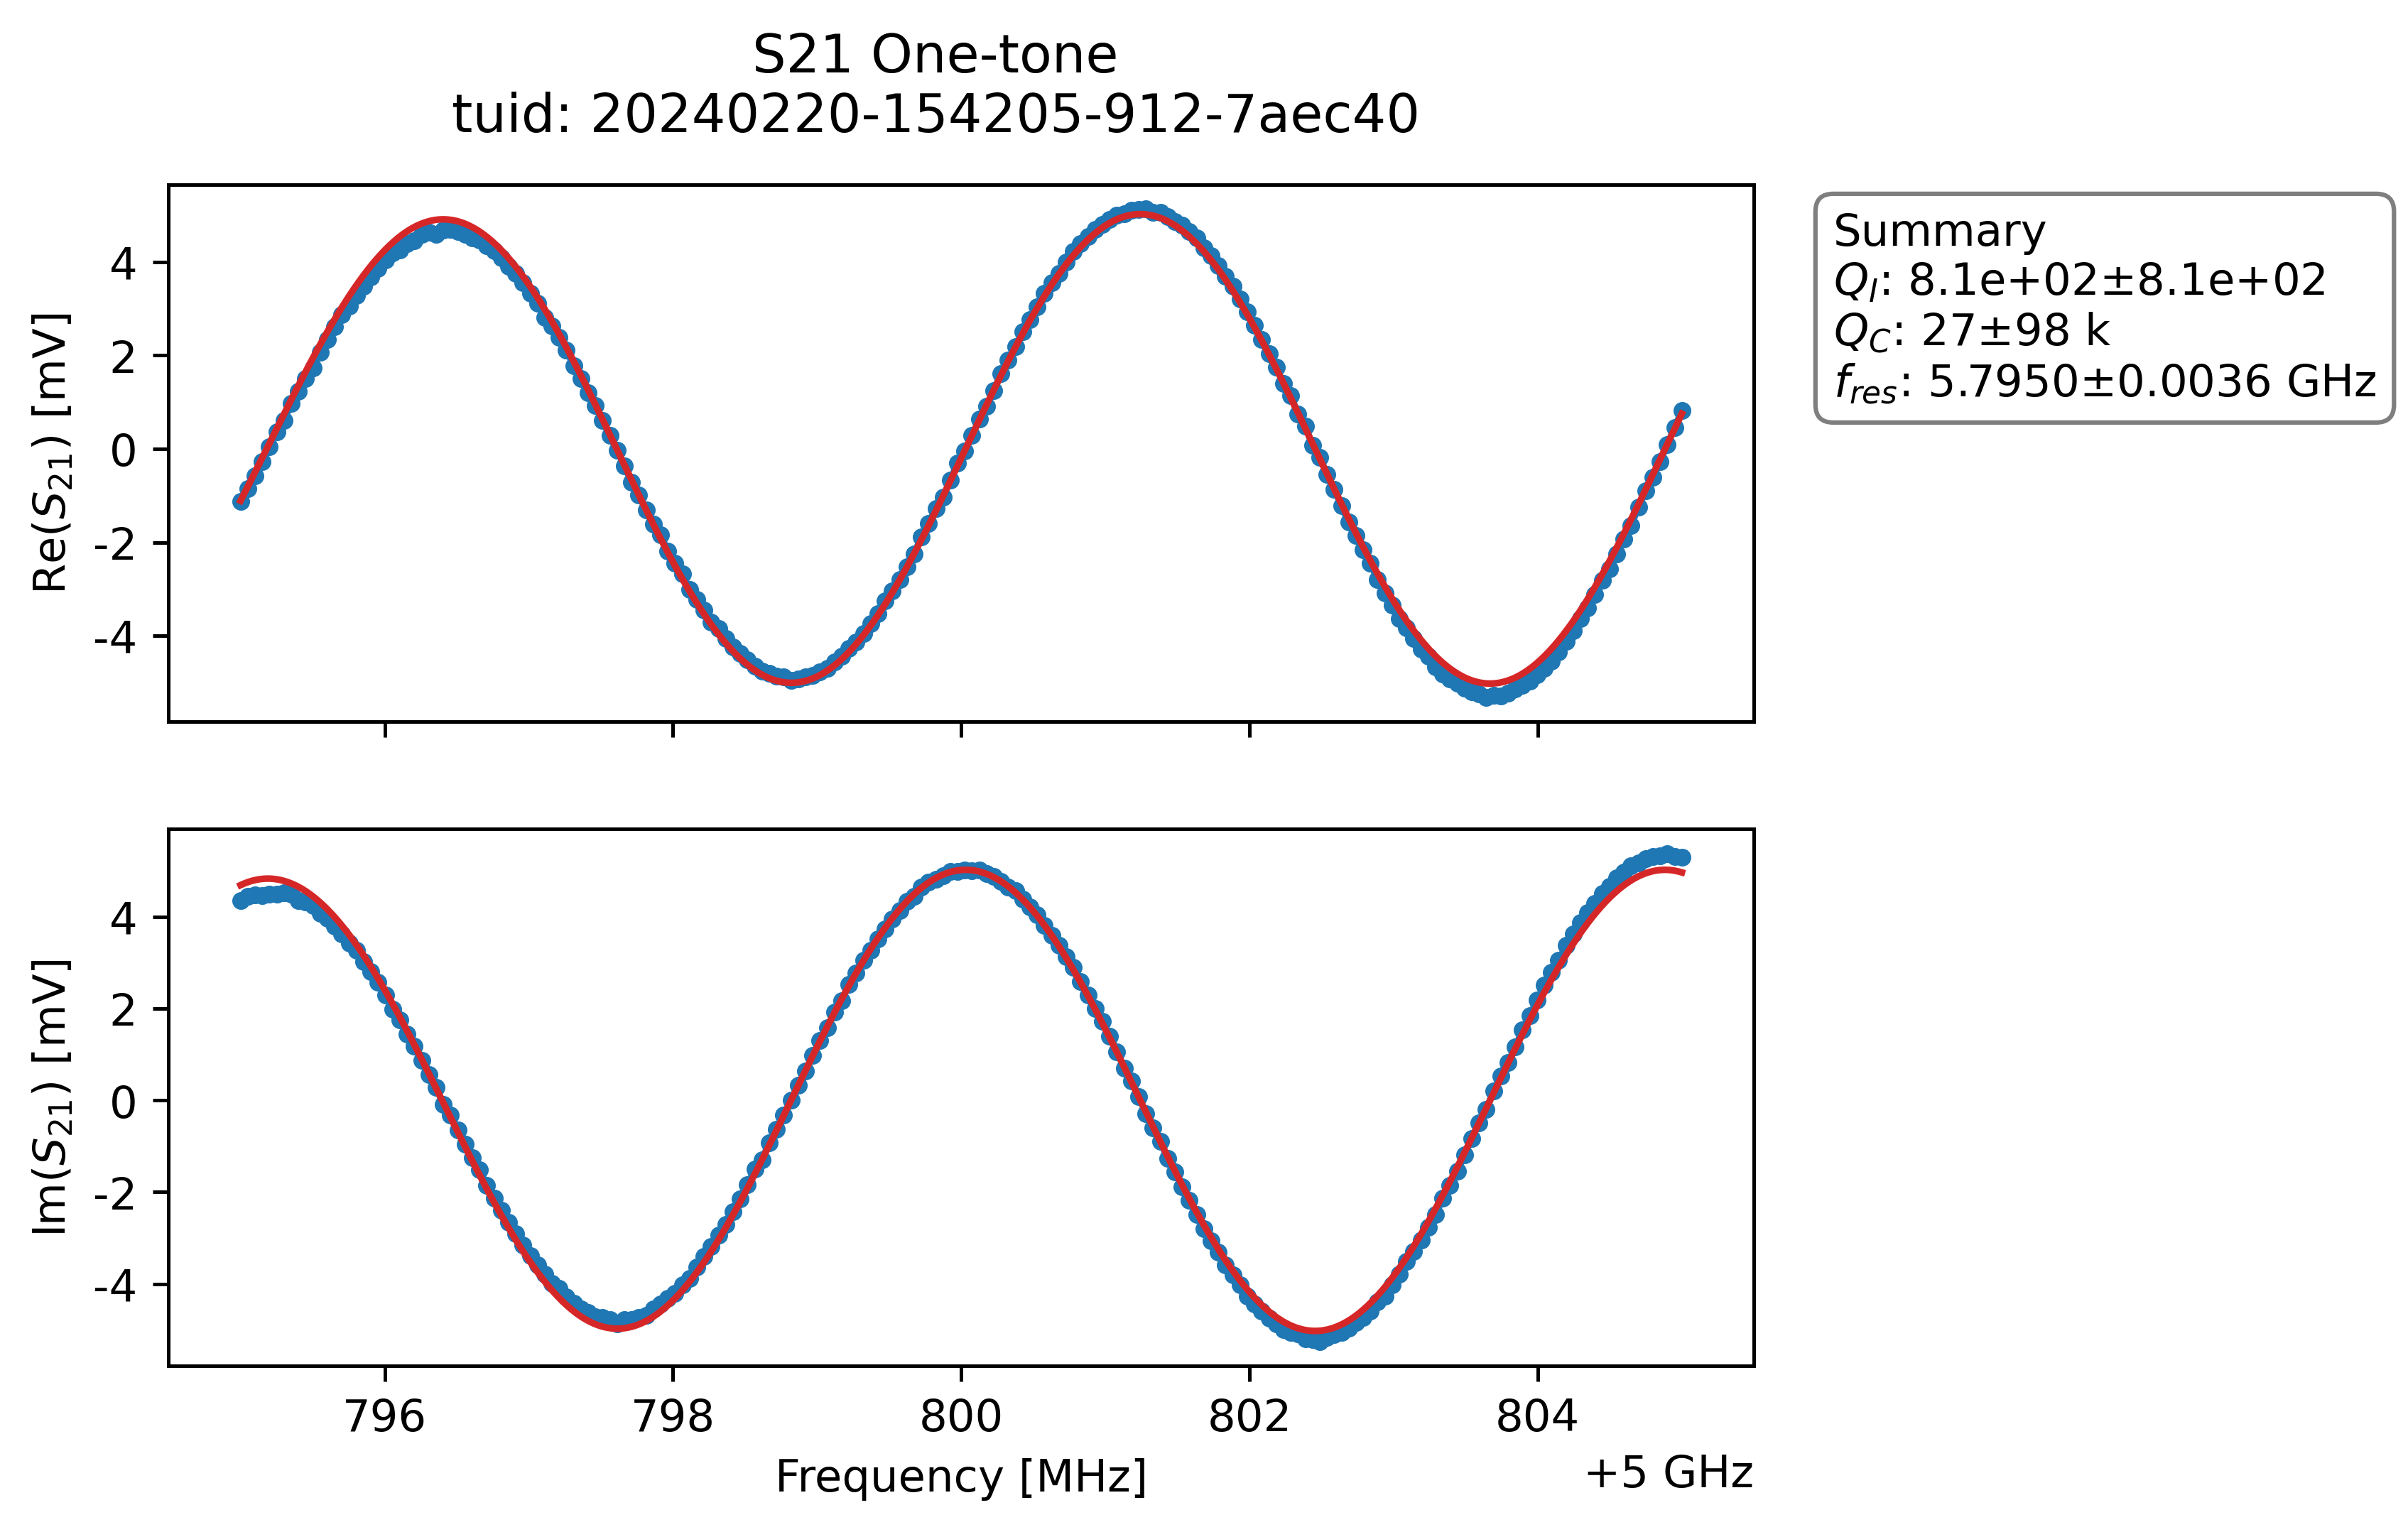 S21 One-tone
tuid: 20240220-154205-912-7aec40
Re(S₂₁) [mV]
4
2
0
-2
-4
Summary
Q_I: 8.1e+02±8.1e+02
Q_C: 27±98 k
f_res: 5.7950±0.0036 GHz
Im(S₂₁) [mV]
4
2
0
-2
-4
796 798 800 802 804
Frequency [MHz]
+5 GHz